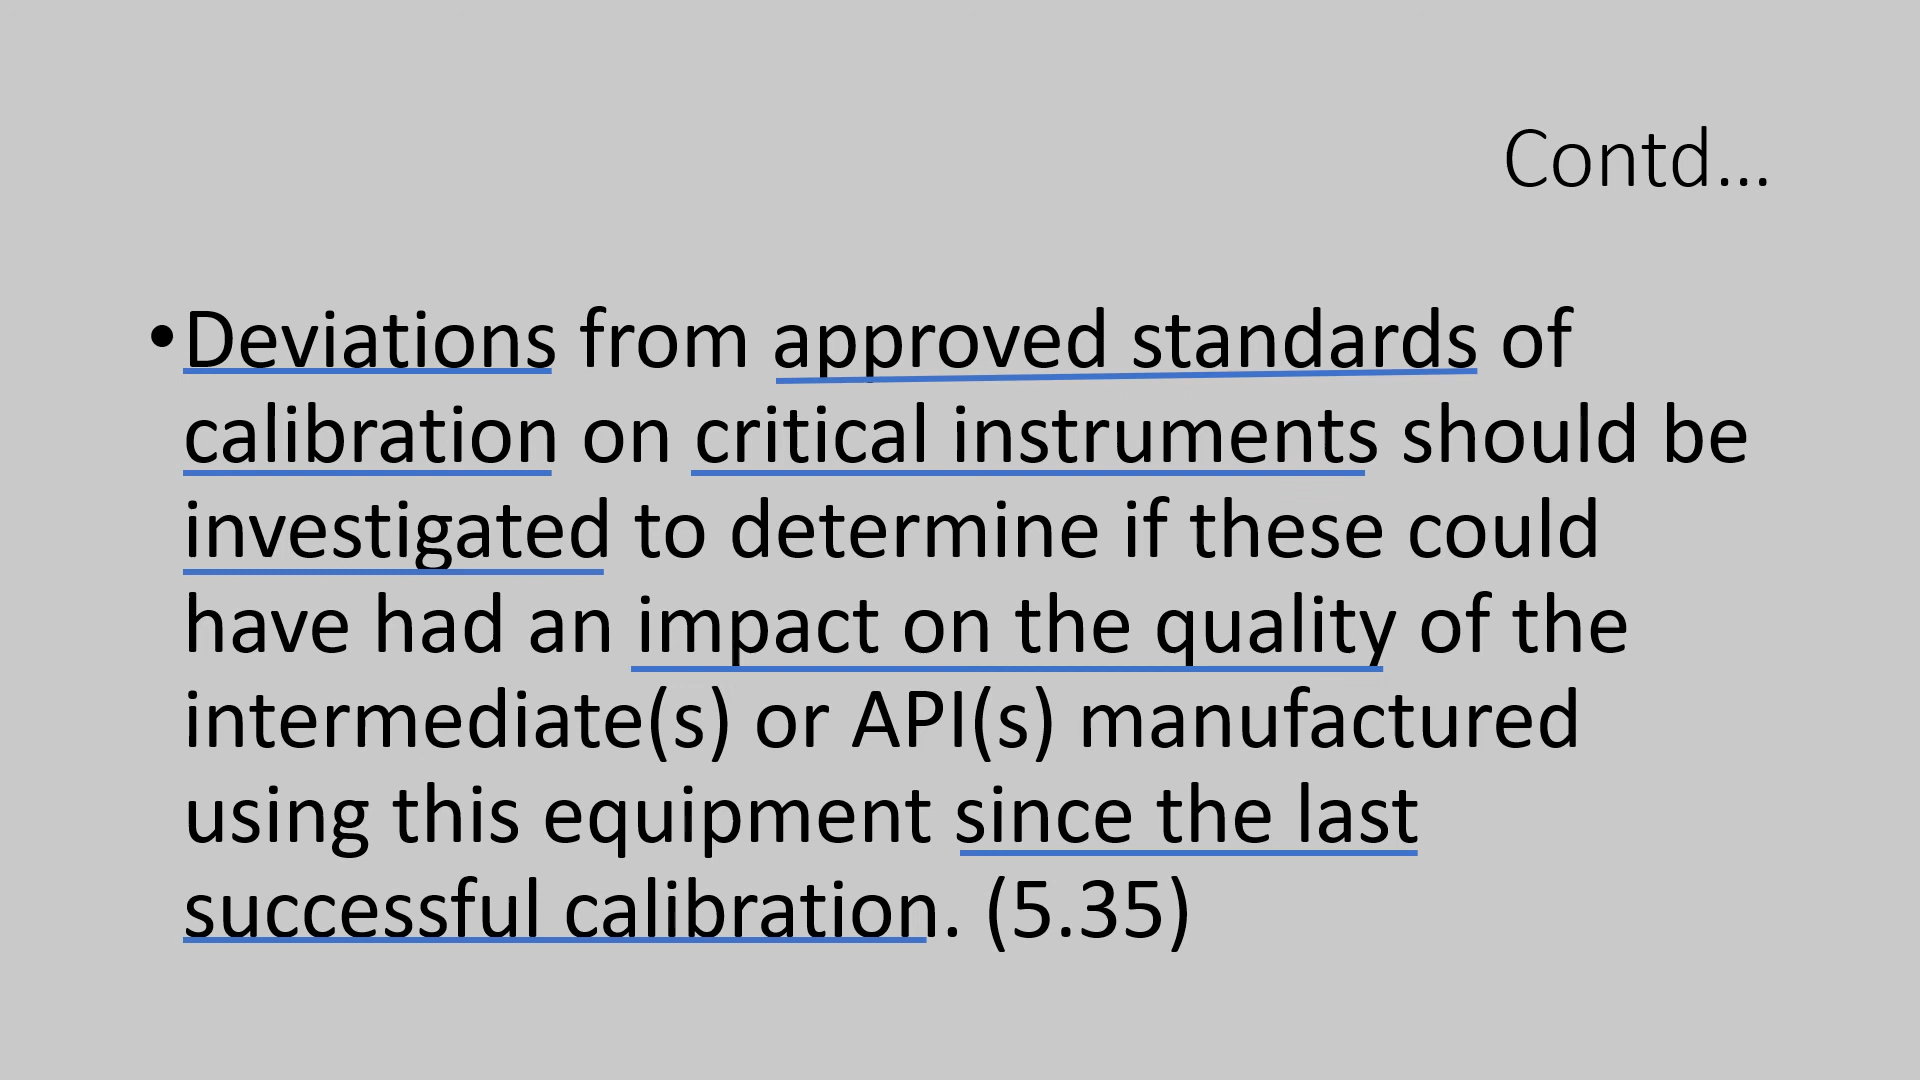 Contd...
•Deviations from approved standards of
calibration on critical instruments should be
investigated to determine if these could
have had an impact on the quality of the
intermediate(s) or API(s) manufactured
using this equipment since the last
successful calibration. (5.35)